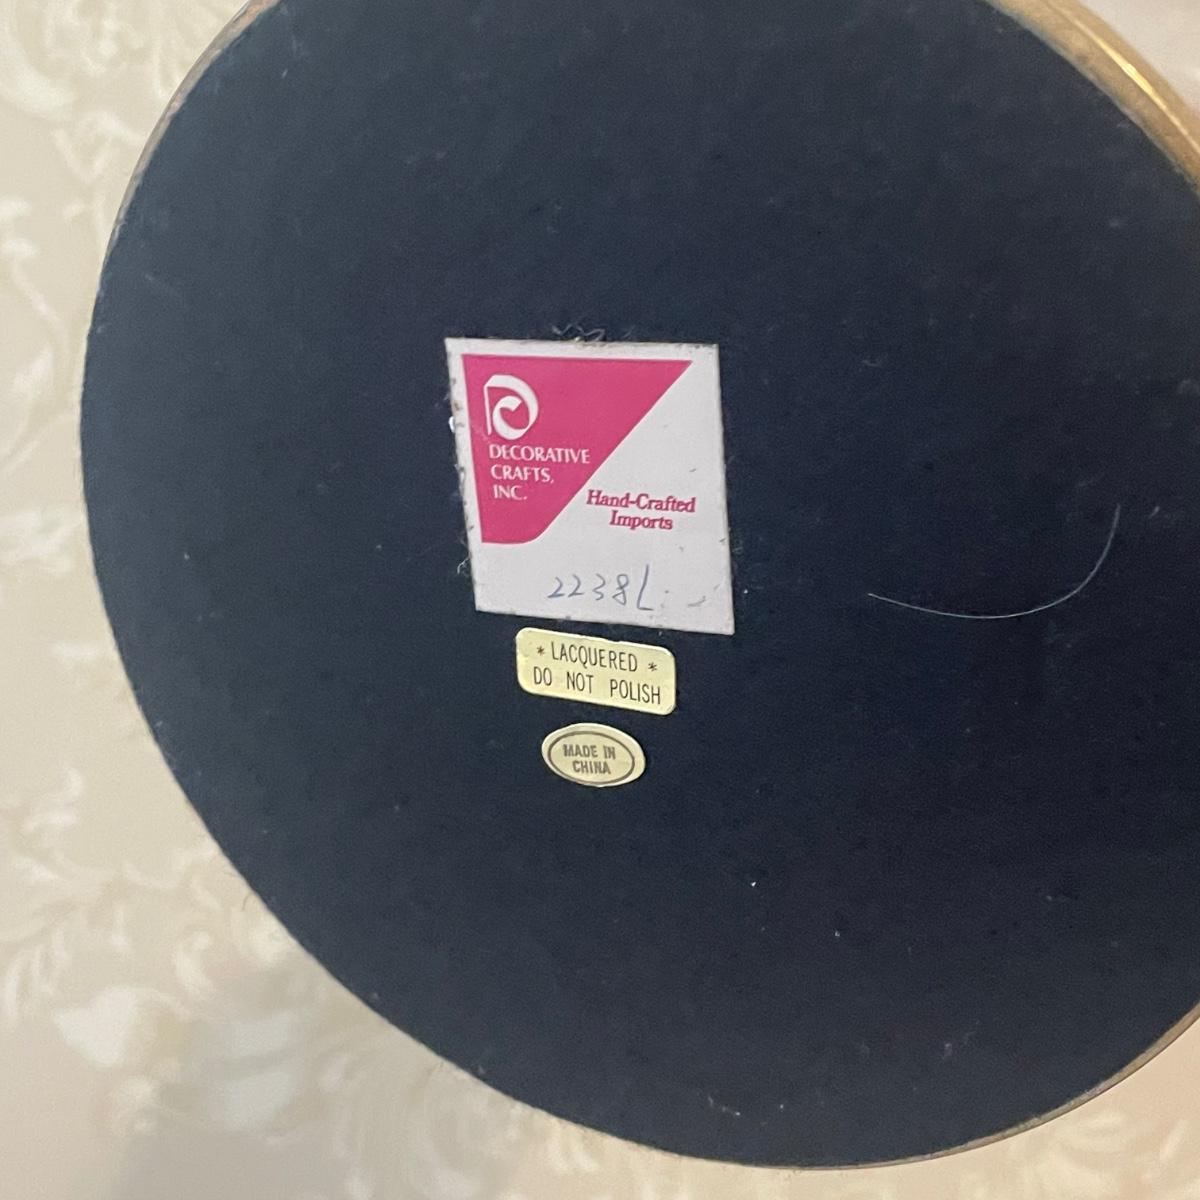 DECORATIVE
CRAFTS,
INC.
Hand-Crafted
Imports
2238L
* LACQUERED *
DO NOT POLISH
MADE IN
CHINA